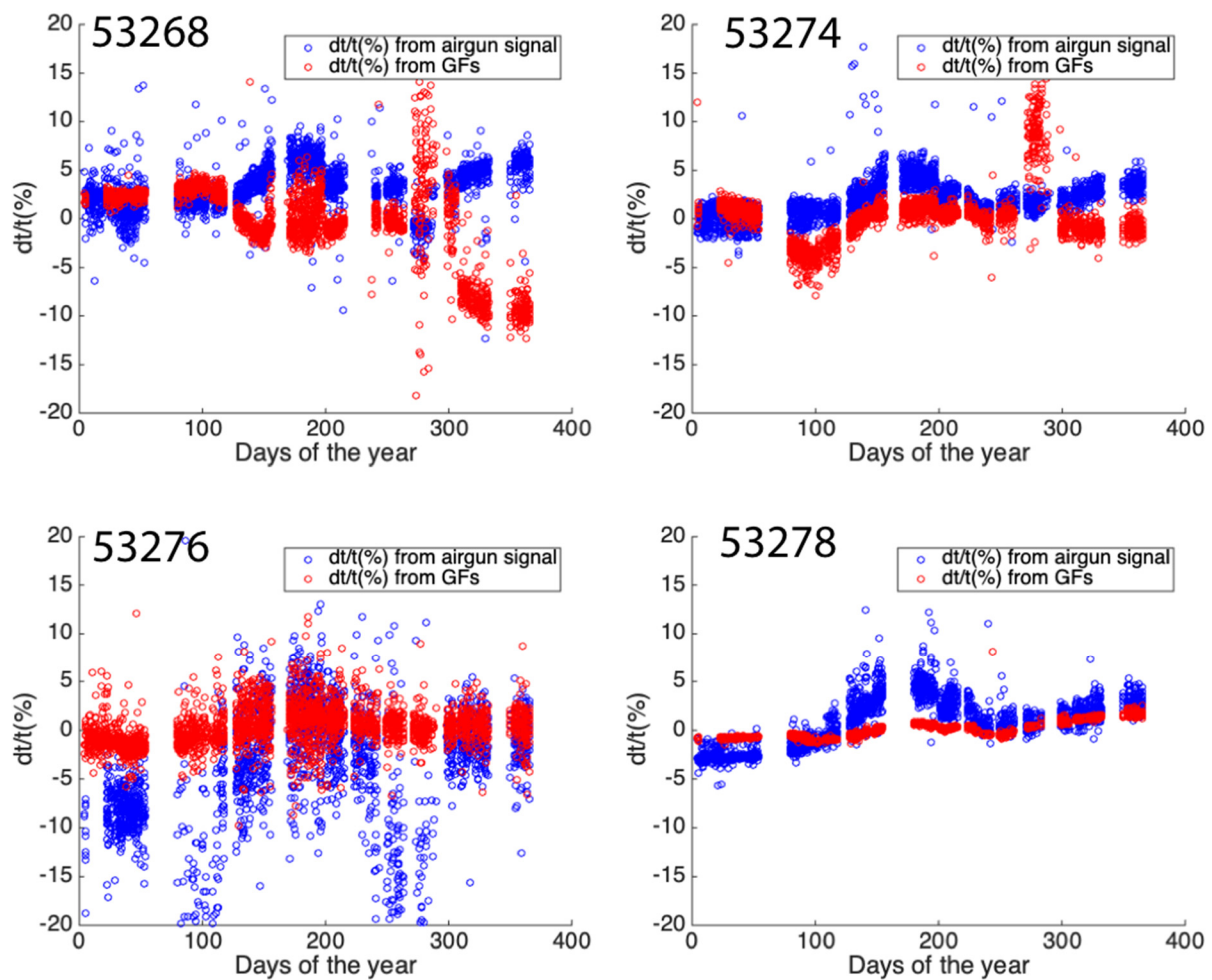 53268
dt/t(%) from airgun signal
dt/t(%) from GFs
20
15
10
5
0
-5
-10
-15
-20
dt/t(%)
0 100 200 300 400
Days of the year
53274
dt/t(%) from airgun signal
dt/t(%) from GFs
20
15
10
5
0
-5
-10
-15
-20
dt/t(%)
0 100 200 300 400
Days of the year
53276
dt/t(%) from airgun signal
dt/t(%) from GFs
20
15
10
5
0
-5
-10
-15
-20
dt/t(%)
0 100 200 300 400
Days of the year
53278
dt/t(%) from airgun signal
dt/t(%) from GFs
20
15
10
5
0
-5
-10
-15
-20
dt/t(%)
0 100 200 300 400
Days of the year